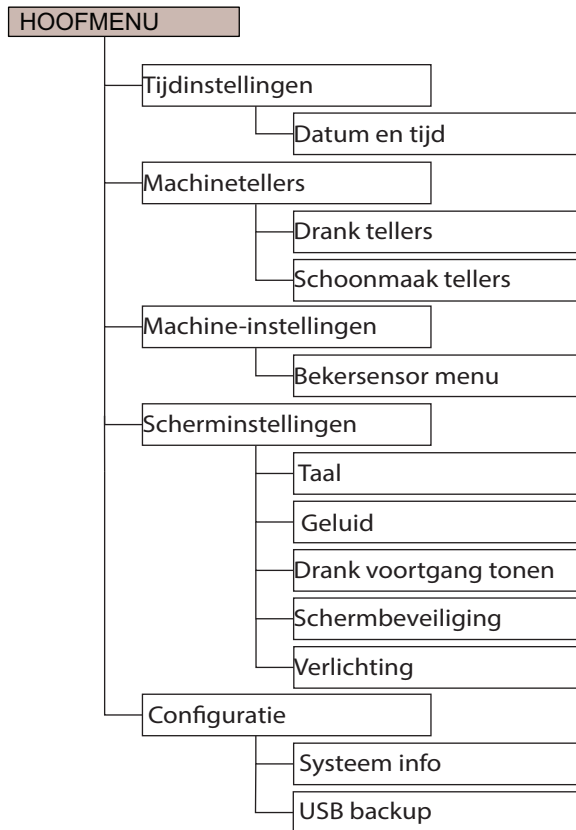 HOOFMENU
Tijdinstellingen
Datum en tijd
Machinetellers
Drank tellers
Schoonmaak tellers
Machine-instellingen
Bekersensor menu
Scherminstellingen
Taal
Geluid
Drank voortgang tonen
Schermbeveiliging
Verlichting
Configuratie
Systeem info
USB backup